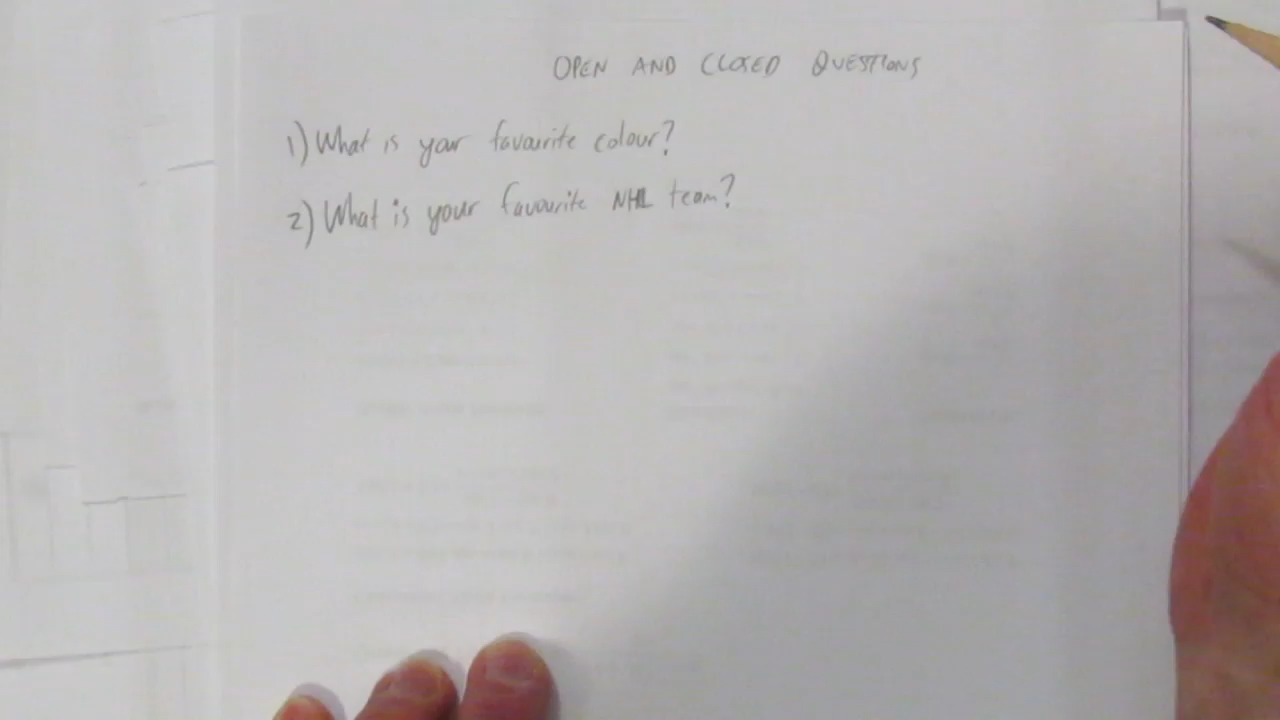 OPEN AND CLOSED QUESTIONS
1) What is your favourite colour?
2) What is your favourite NHL team?